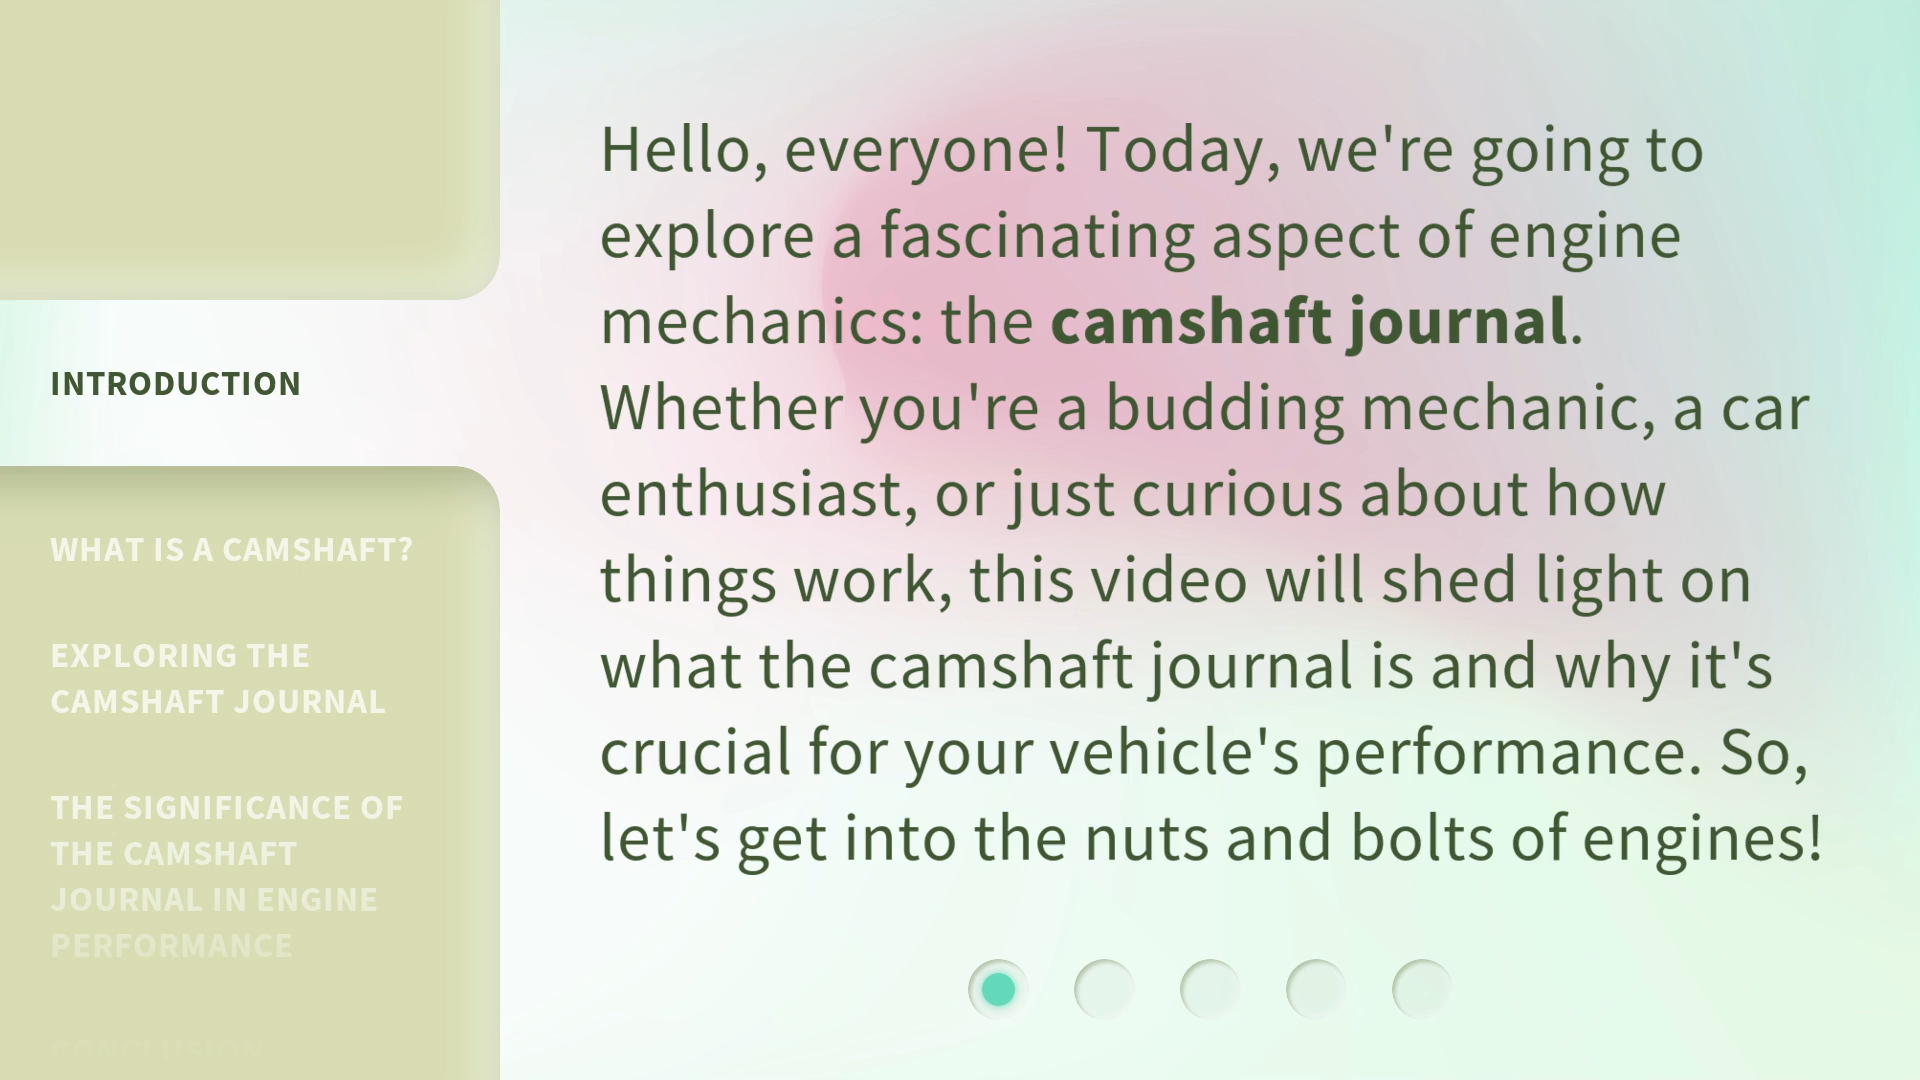 INTRODUCTION
WHAT IS A CAMSHAFT?
EXPLORING THE
CAMSHAFT JOURNAL
THE SIGNIFICANCE OF
THE CAMSHAFT
JOURNAL IN ENGINE
PERFORMANCE
CONCLUSION
Hello, everyone! Today, we're going to
explore a fascinating aspect of engine
mechanics: the camshaft journal.
Whether you're a budding mechanic, a car
enthusiast, or just curious about how
things work, this video will shed light on
what the camshaft journal is and why it's
crucial for your vehicle's performance. So,
let's get into the nuts and bolts of engines!